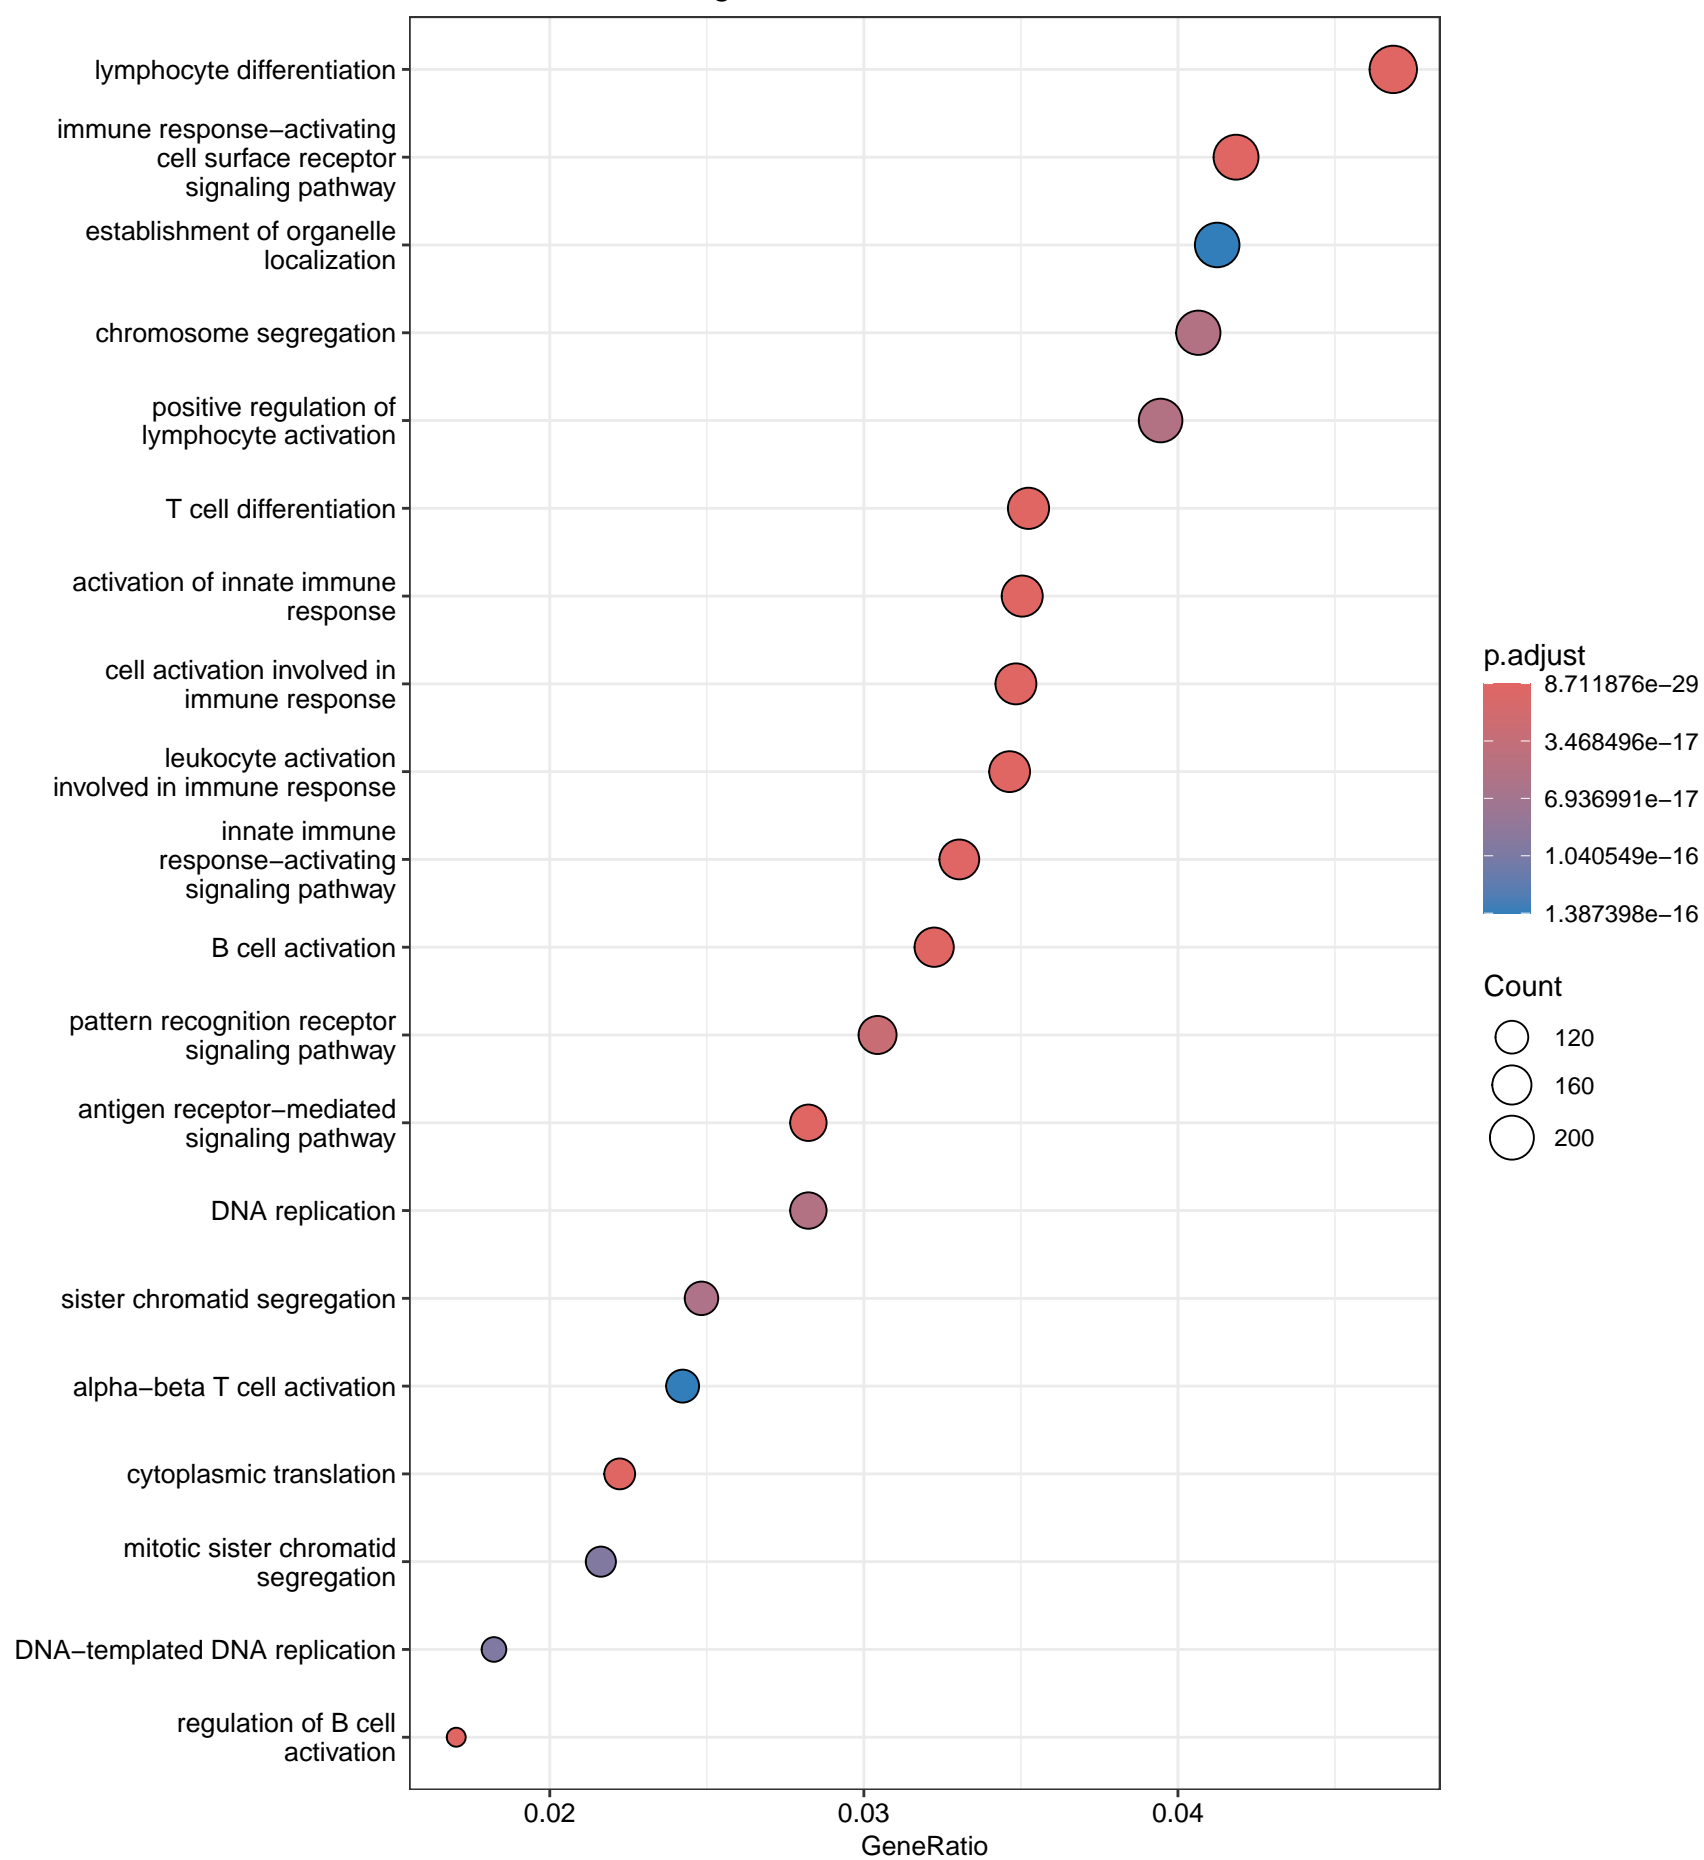 lymphocyte differentiation
immune response−activating
cell surface receptor
signaling pathway
establishment of organelle
localization
chromosome segregation
positive regulation of
lymphocyte activation
T cell differentiation
activation of innate immune
response
cell activation involved in
immune response
leukocyte activation
involved in immune response
innate immune
response−activating
signaling pathway
B cell activation
pattern recognition receptor
signaling pathway
antigen receptor−mediated
signaling pathway
DNA replication
sister chromatid segregation
alpha−beta T cell activation
cytoplasmic translation
mitotic sister chromatid
segregation
DNA−templated DNA replication
regulation of B cell
activation
0.02
0.03
0.04
GeneRatio
p.adjust
8.711876e−29
3.468496e−17
6.936991e−17
1.040549e−16
1.387398e−16
Count
120
160
200